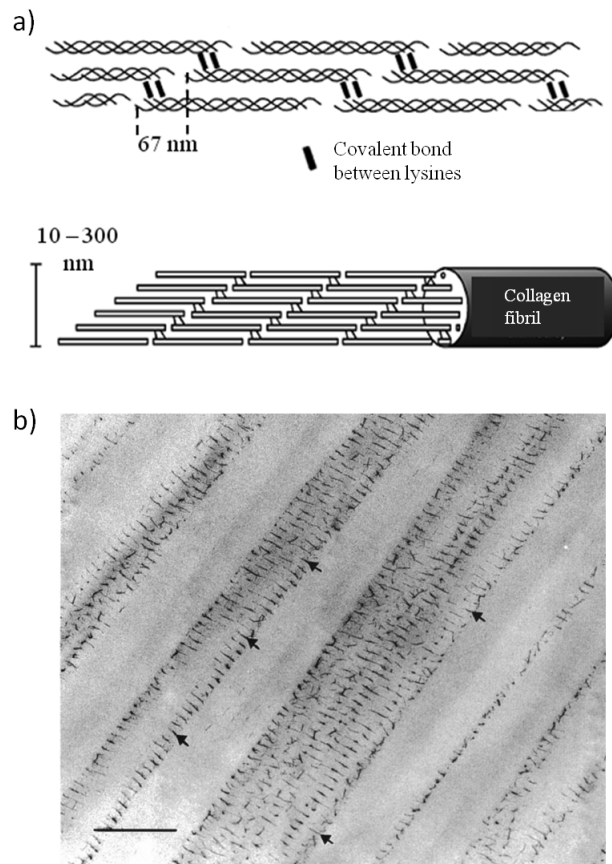 a)
67 nm
Covalent bond
between lysines
10 – 300
nm
Collagen
fibril
b)